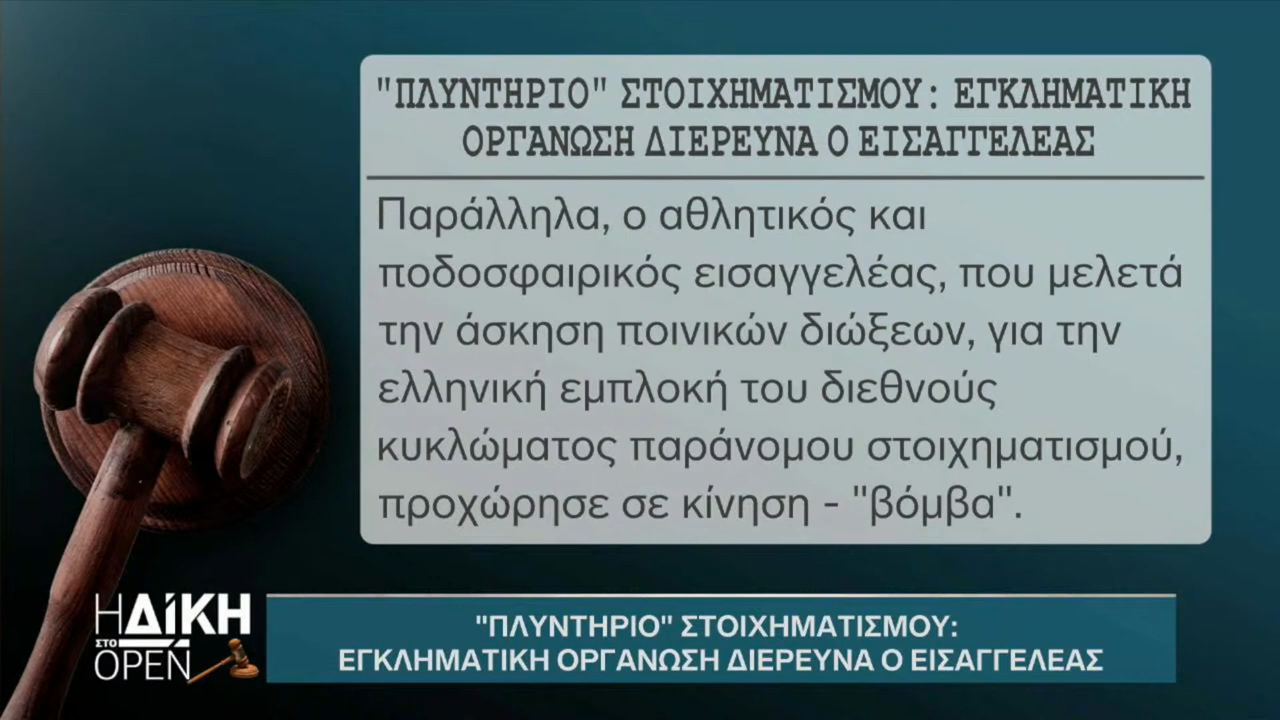 "ΠΛΥΝΤΗΡΙΟ" ΣΤΟΙΧΗΜΑΤΙΣΜΟΥ: ΕΓΚΛΗΜΑΤΙΚΗ
ΟΡΓΑΝΩΣΗ ΔΙΕΡΕΥΝΑ Ο ΕΙΣΑΓΓΕΛΕΑΣ
Παράλληλα, ο αθλητικός και
ποδοσφαιρικός εισαγγελέας, που μελετά
την άσκηση ποινικών διώξεων, για την
ελληνική εμπλοκή του διεθνούς
κυκλώματος παράνομου στοιχηματισμού,
προχώρησε σε κίνηση - "βόμβα".
Η ΔΙΚΗ
ΣΤΟ
OPEN
"ΠΛΥΝΤΗΡΙΟ" ΣΤΟΙΧΗΜΑΤΙΣΜΟΥ:
ΕΓΚΛΗΜΑΤΙΚΗ ΟΡΓΑΝΩΣΗ ΔΙΕΡΕΥΝΑ Ο ΕΙΣΑΓΓΕΛΕΑΣ